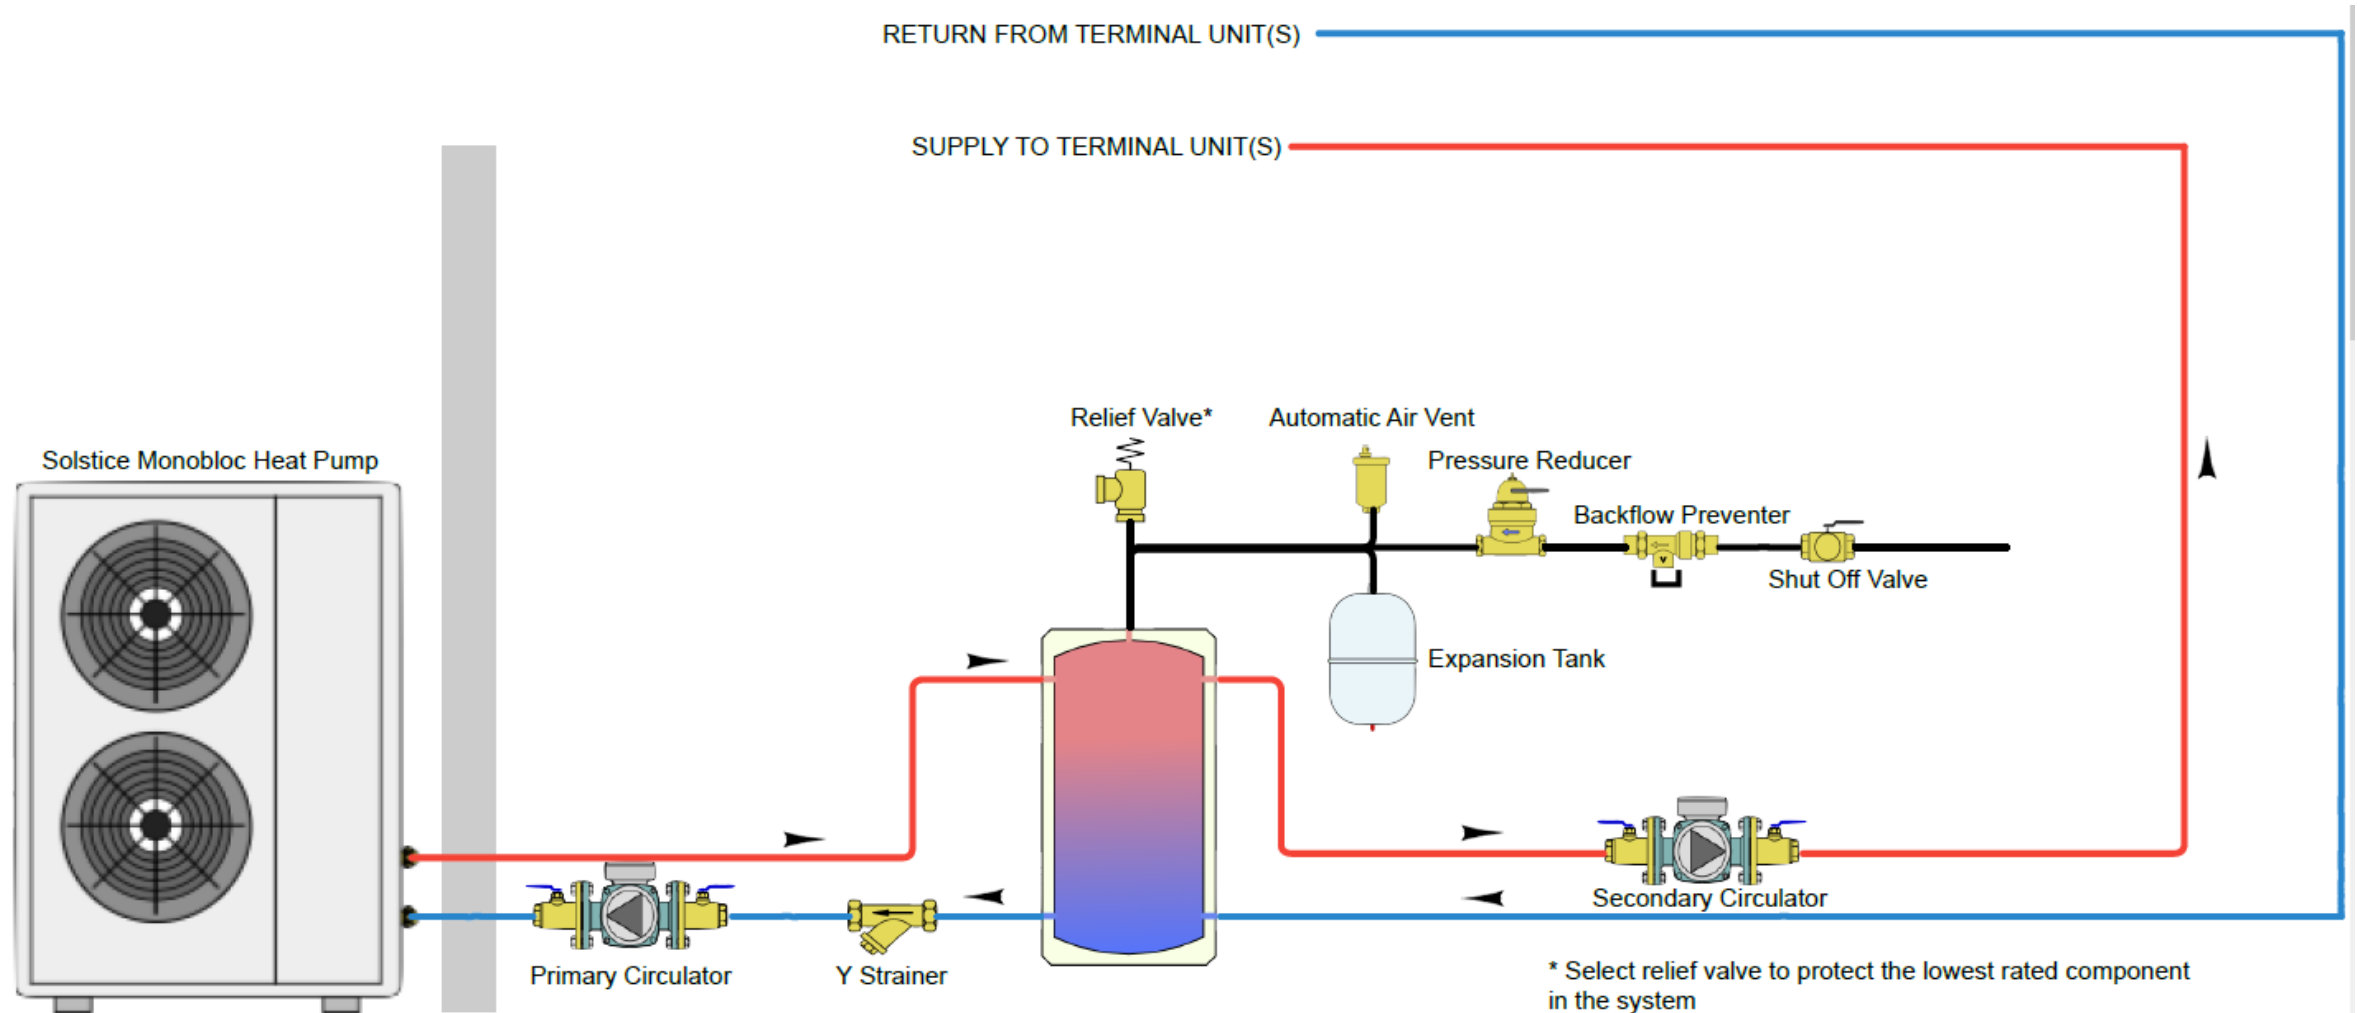 RETURN FROM TERMINAL UNIT(S)
SUPPLY TO TERMINAL UNIT(S)
Relief Valve*
Automatic Air Vent
Solstice Monobloc Heat Pump
Pressure Reducer
Backflow Preventer
Shut Off Valve
Expansion Tank
Secondary Circulator
Primary Circulator
Y Strainer
* Select relief valve to protect the lowest rated component
in the system